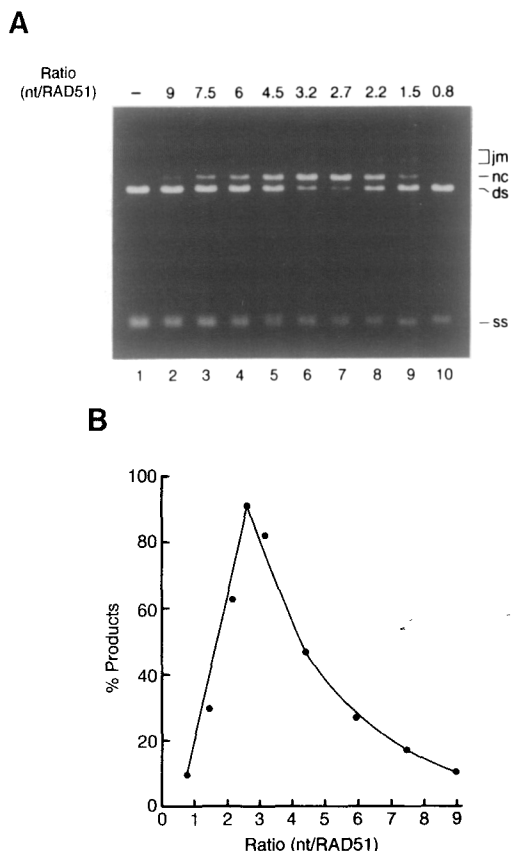 A
Ratio
(nt/RAD51)
– 9 7.5 6 4.5 3.2 2.7 2.2 1.5 0.8
jm
nc
ds
ss
1 2 3 4 5 6 7 8 9 10
B
100
80
60
40
20
0
% Products
0 1 2 3 4 5 6 7 8 9
Ratio (nt/RAD51)